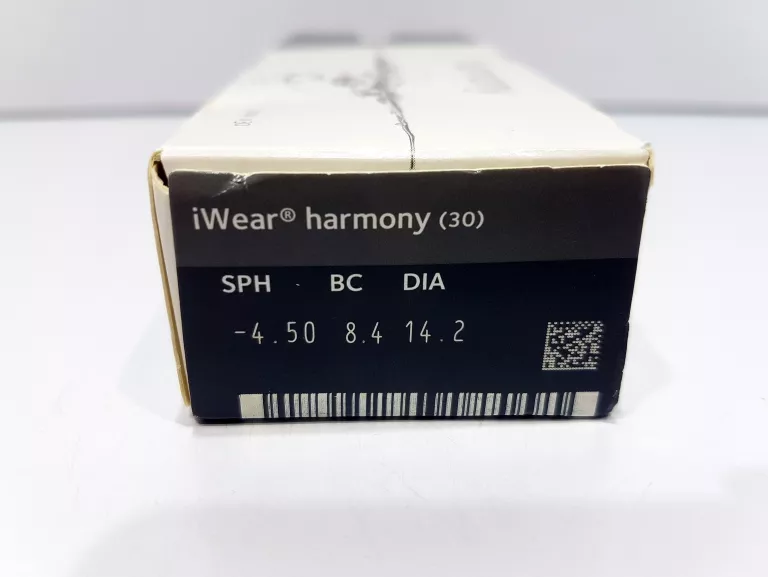 iWear® harmony (30)
SPH BC DIA
-4.50 8.4 14.2